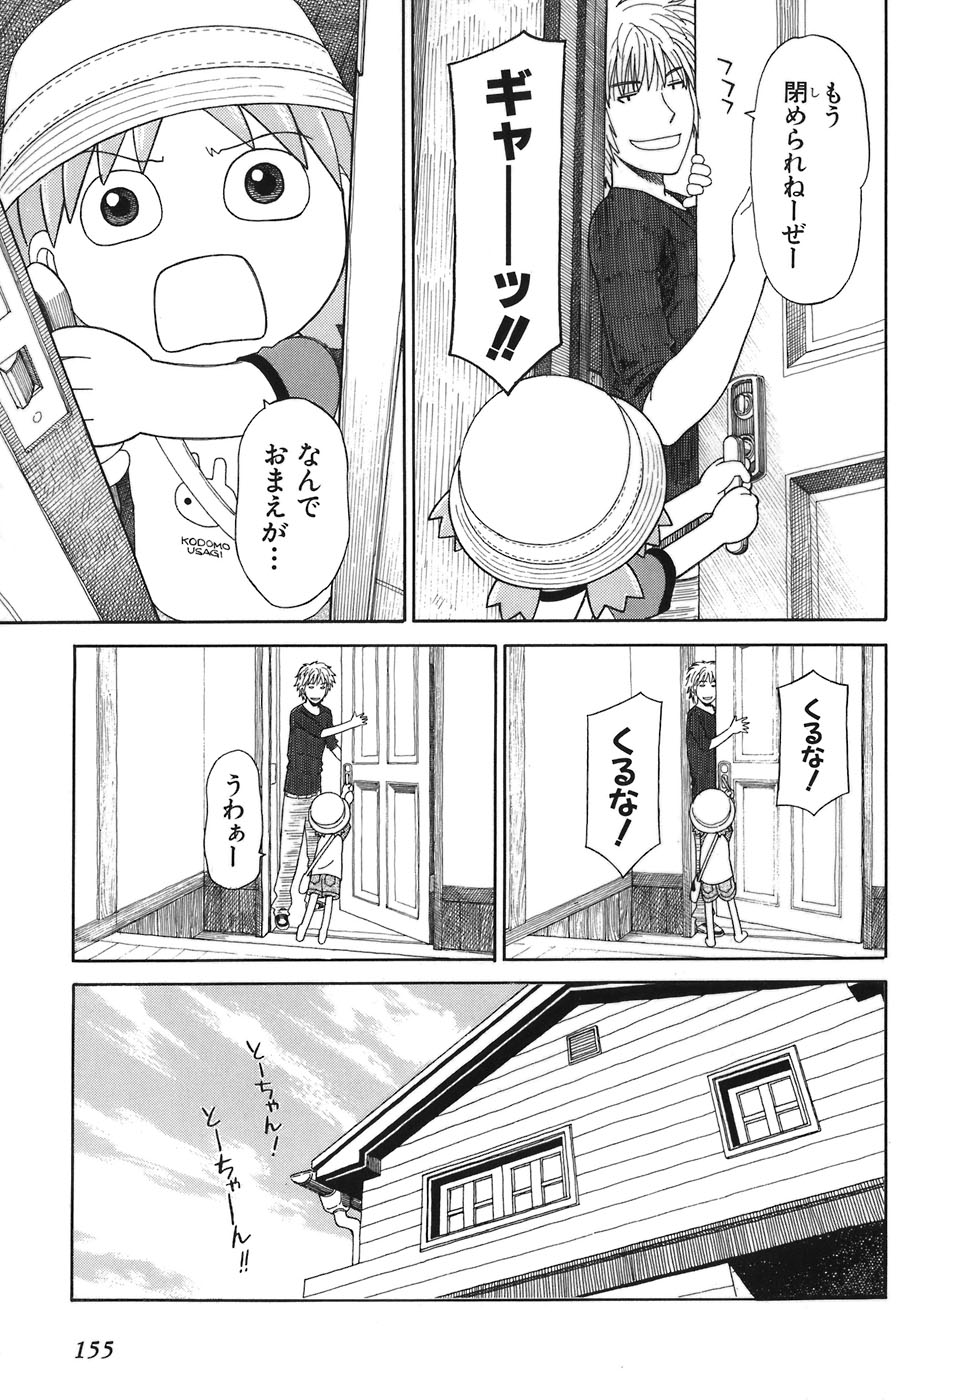 もう
閉められねーぜー
し
フフフ
ギャーーーッ!!
なんで
おまえが…
KODOMO
USAGI
くるな!
くるな!
うわぁー
とーちゃん!
とーちゃーん!!
155